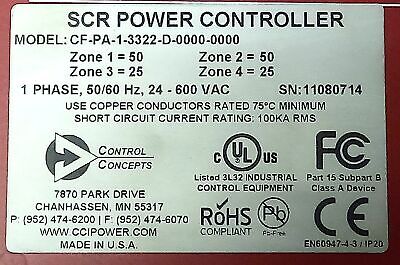 SCR POWER CONTROLLER
MODEL: CF-PA-1-3322-D-0000-0000
Zone 1 = 50 Zone 2 = 50
Zone 3 = 25 Zone 4 = 25
1 PHASE, 50/60 Hz, 24 - 600 VAC SN:11080714
USE COPPER CONDUCTORS RATED 75°C MINIMUM
SHORT CIRCUIT CURRENT RATING: 100KA RMS
CONTROL
CONCEPTS
7870 PARK DRIVE
CHANHASSEN, MN 55317
P: (952) 474-6200 | F: (952) 474-6070
WWW.CCIPOWER.COM
MADE IN U.S.A.
C UL US
Listed 3L32 INDUSTRIAL
CONTROL EQUIPMENT
FC
Part 15 Subpart B
Class A Device
RoHS
COMPLIANT
Pb
Pb-Free
CE
EN60947-4-3 / IP20